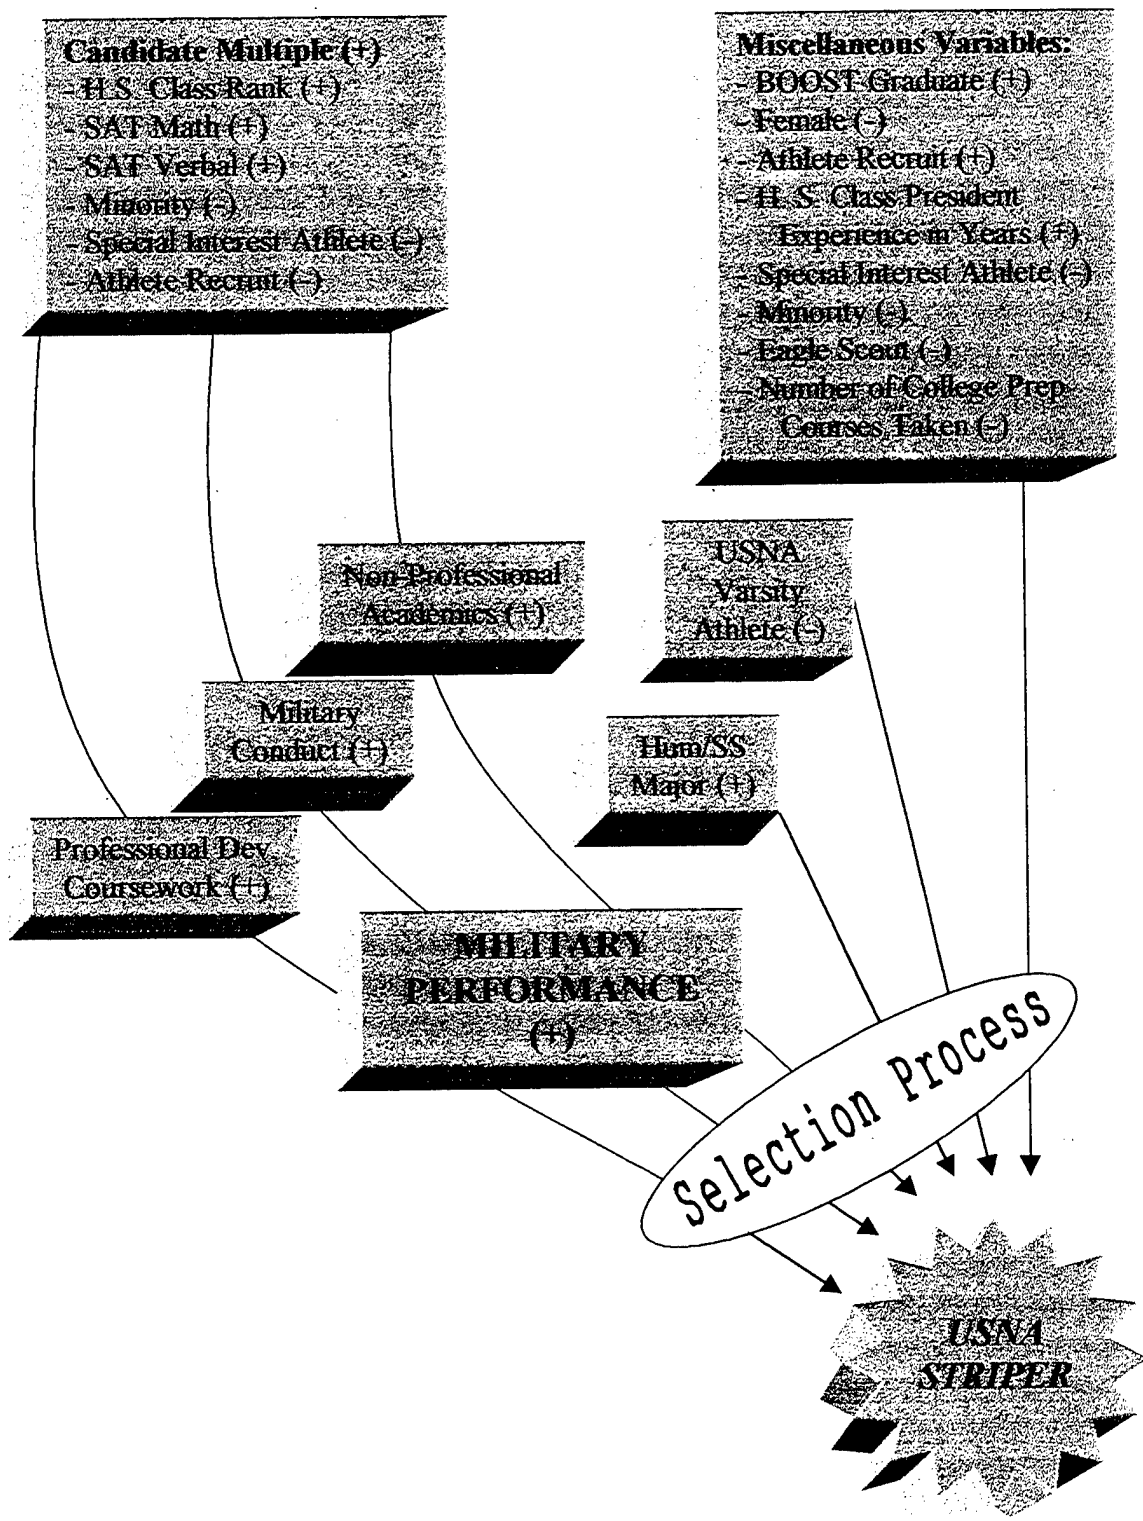 Candidate Multiple (+)
- H.S. Class Rank (+)
- SAT Math (+)
- SAT Verbal (+)
- Minority (-)
- Special Interest Athlete (-)
- Athlete Recruit (-)
Miscellaneous Variables:
- BOOST Graduate (+)
- Female (-)
- Athlete Recruit (+)
- H. S. Class President
Experience in Years (+)
- Special Interest Athlete (-)
- Minority (-)
- Eagle Scout (-)
- Number of College Prep
Courses Taken (-)
Non-Professional
Academics (+)
USNA
Varsity
Athlete (-)
Military
Conduct (+)
Hum/SS
Major (+)
Professional Dev.
Coursework (+)
MILITARY
PERFORMANCE
(+)
Selection Process
USNA
STRIPER